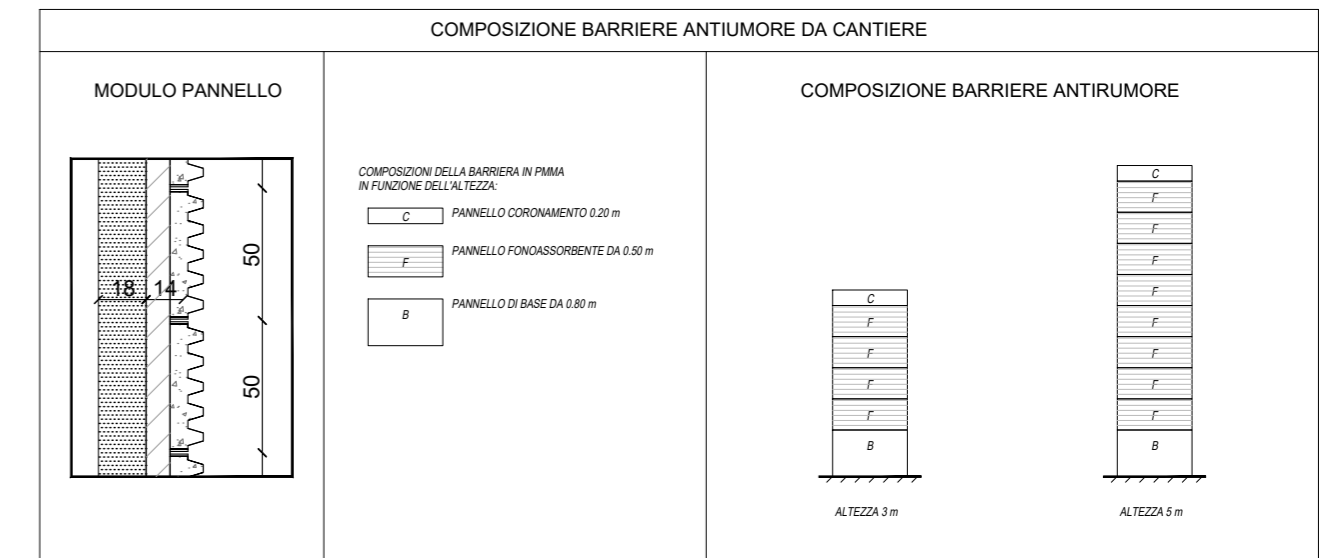 COMPOSIZIONE BARRIERE ANTIUMORE DA CANTIERE
MODULO PANNELLO
18
14
50
50
COMPOSIZIONI DELLA BARRIERA IN PMMA
IN FUNZIONE DELL'ALTEZZA:
C PANNELLO CORONAMENTO 0.20 m
F PANNELLO FONOASSORBENTE DA 0.50 m
B PANNELLO DI BASE DA 0.80 m
COMPOSIZIONE BARRIERE ANTIRUMORE
C
F
F
F
F
B
ALTEZZA 3 m
C
F
F
F
F
F
F
F
F
B
ALTEZZA 5 m